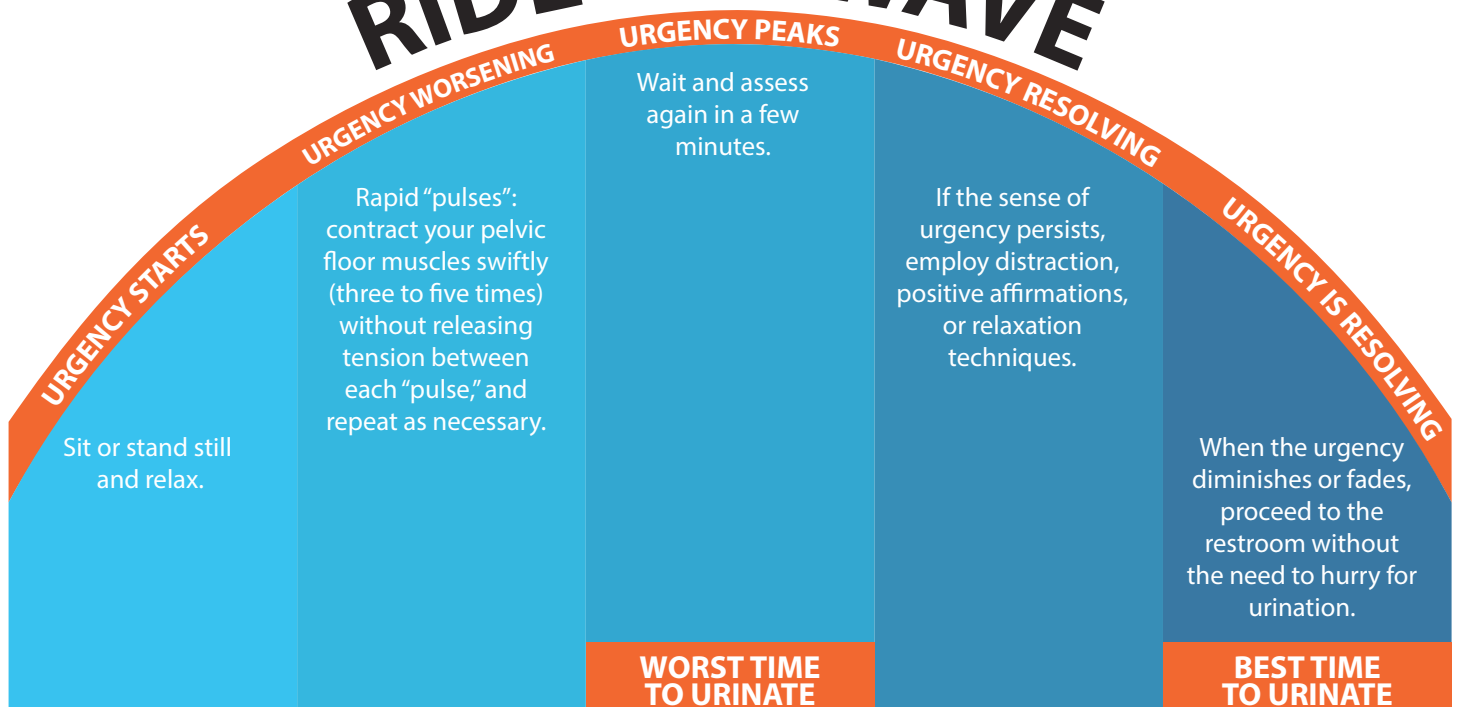 RIDE WAVE
URGENCY STARTS
Sit or stand still
and relax.
URGENCY WORSENING
Rapid “pulses”:
contract your pelvic
floor muscles swiftly
(three to five times)
without releasing
tension between
each “pulse,” and
repeat as necessary.
URGENCY PEAKS
Wait and assess
again in a few
minutes.
WORST TIME
TO URINATE
URGENCY RESOLVING
If the sense of
urgency persists,
employ distraction,
positive affirmations,
or relaxation
techniques.
URGENCY IS RESOLVING
When the urgency
diminishes or fades,
proceed to the
restroom without
the need to hurry for
urination.
BEST TIME
TO URINATE